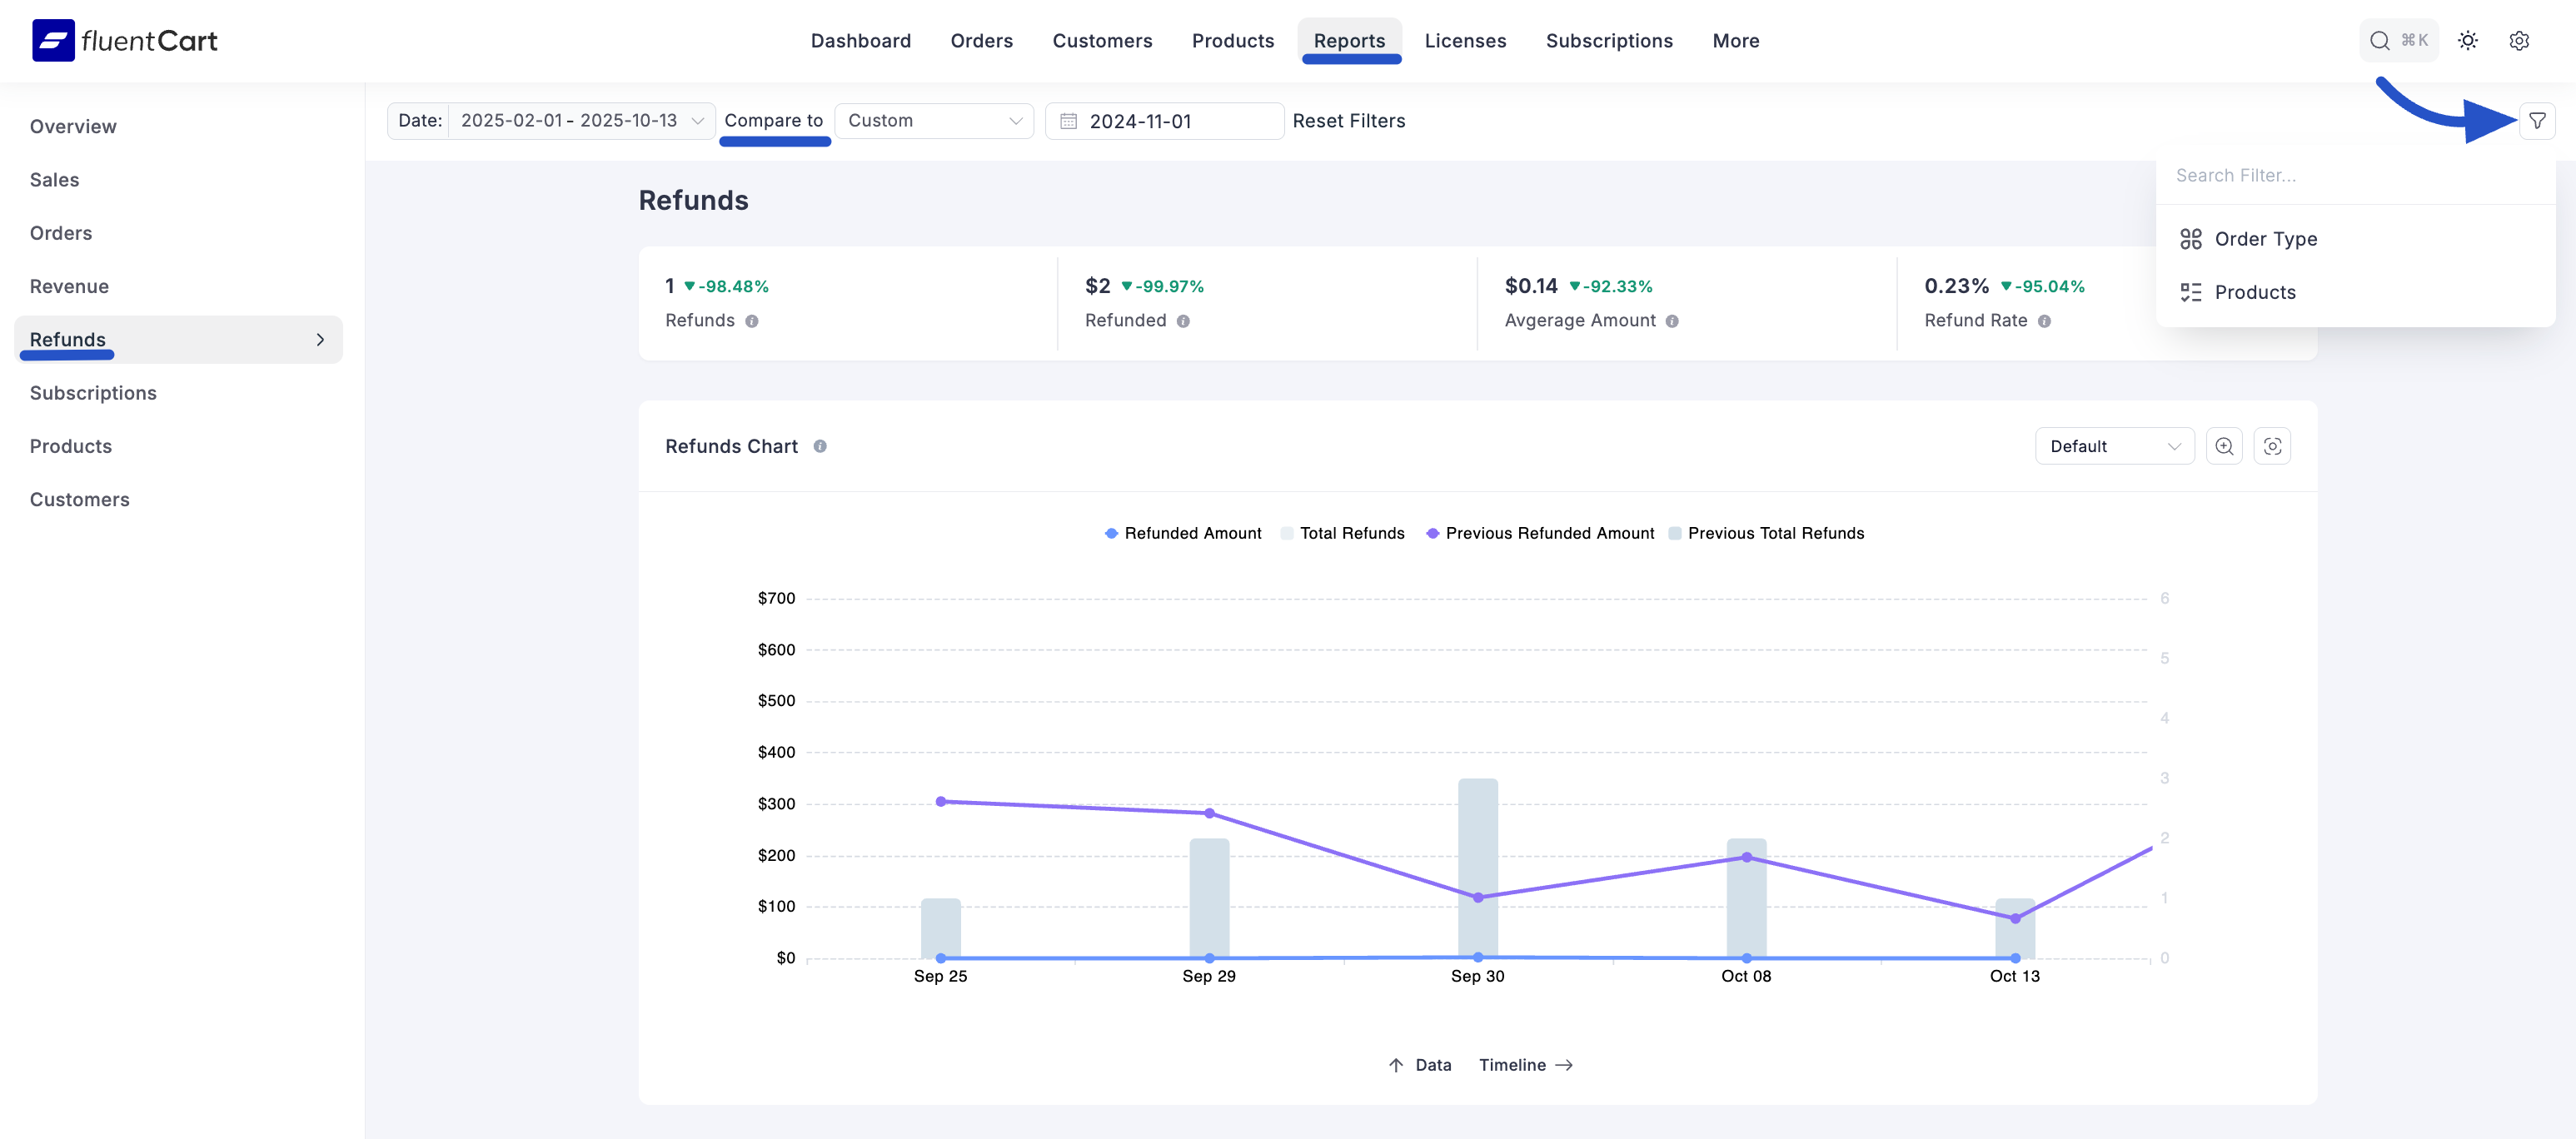 fluentCart
Dashboard Orders Customers Products Reports Licenses Subscriptions More
⌘K
Overview
Sales
Orders
Revenue
Refunds
Subscriptions
Products
Customers
Date: 2025-02-01 - 2025-10-13 Compare to Custom 2024-11-01 Reset Filters
Search Filter...
Order Type
Products
Refunds
1 ▼-98.48%
Refunds
$2 ▼-99.97%
Refunded
$0.14 ▼-92.33%
Avgerage Amount
0.23% ▼-95.04%
Refund Rate
Refunds Chart
Default
Refunded Amount Total Refunds Previous Refunded Amount Previous Total Refunds
$700 6
$600 5
$500 4
$400 3
$300 2
$200 1
$100 0
$0
Sep 25 Sep 29 Sep 30 Oct 08 Oct 13
↑ Data Timeline →